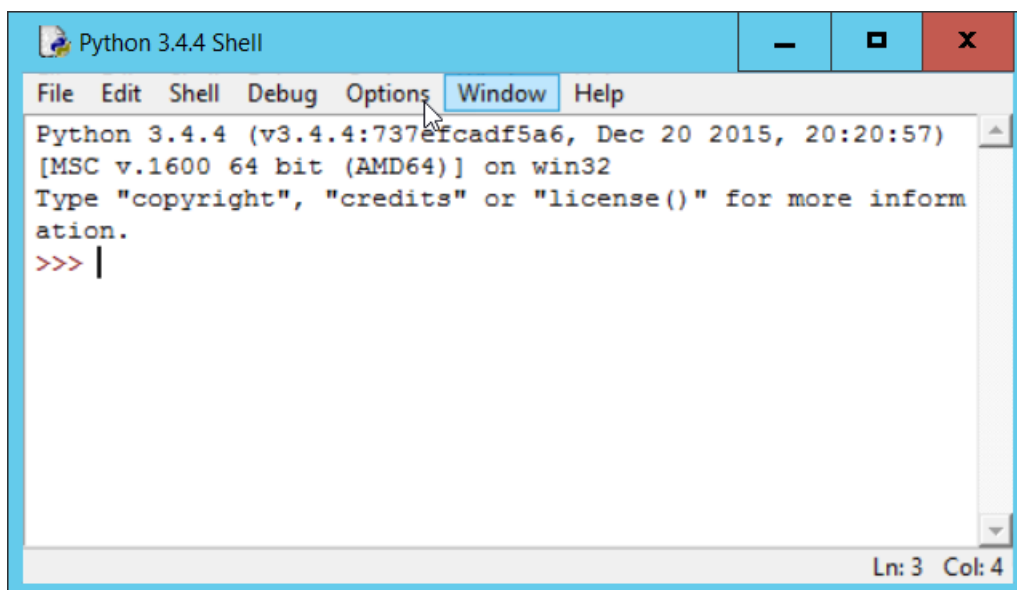 Python 3.4.4 Shell
File Edit Shell Debug Options Window Help
Python 3.4.4 (v3.4.4:737efcadf5a6, Dec 20 2015, 20:20:57)
[MSC v.1600 64 bit (AMD64)] on win32
Type "copyright", "credits" or "license()" for more inform
ation.
>>>
Ln: 3 Col: 4